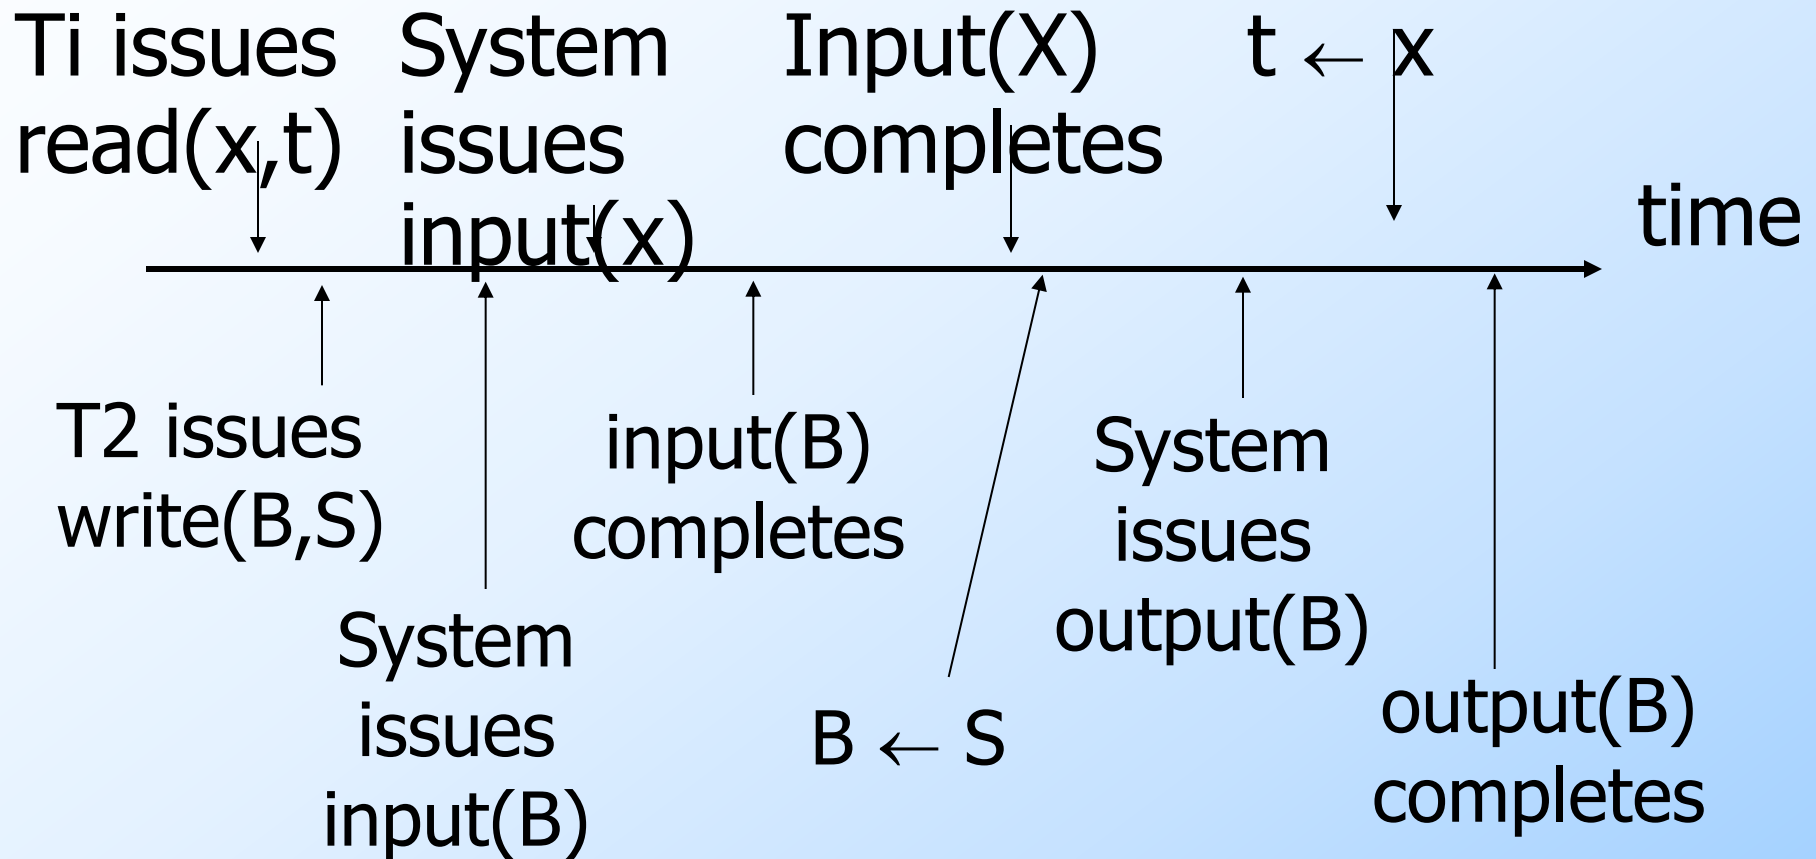 Ti issues
read(x,t)
System
issues
input(x)
Input(X)
completes
t ← x
time
T2 issues
write(B,S)
System
issues
input(B)
input(B)
completes
B ← S
System
issues
output(B)
output(B)
completes